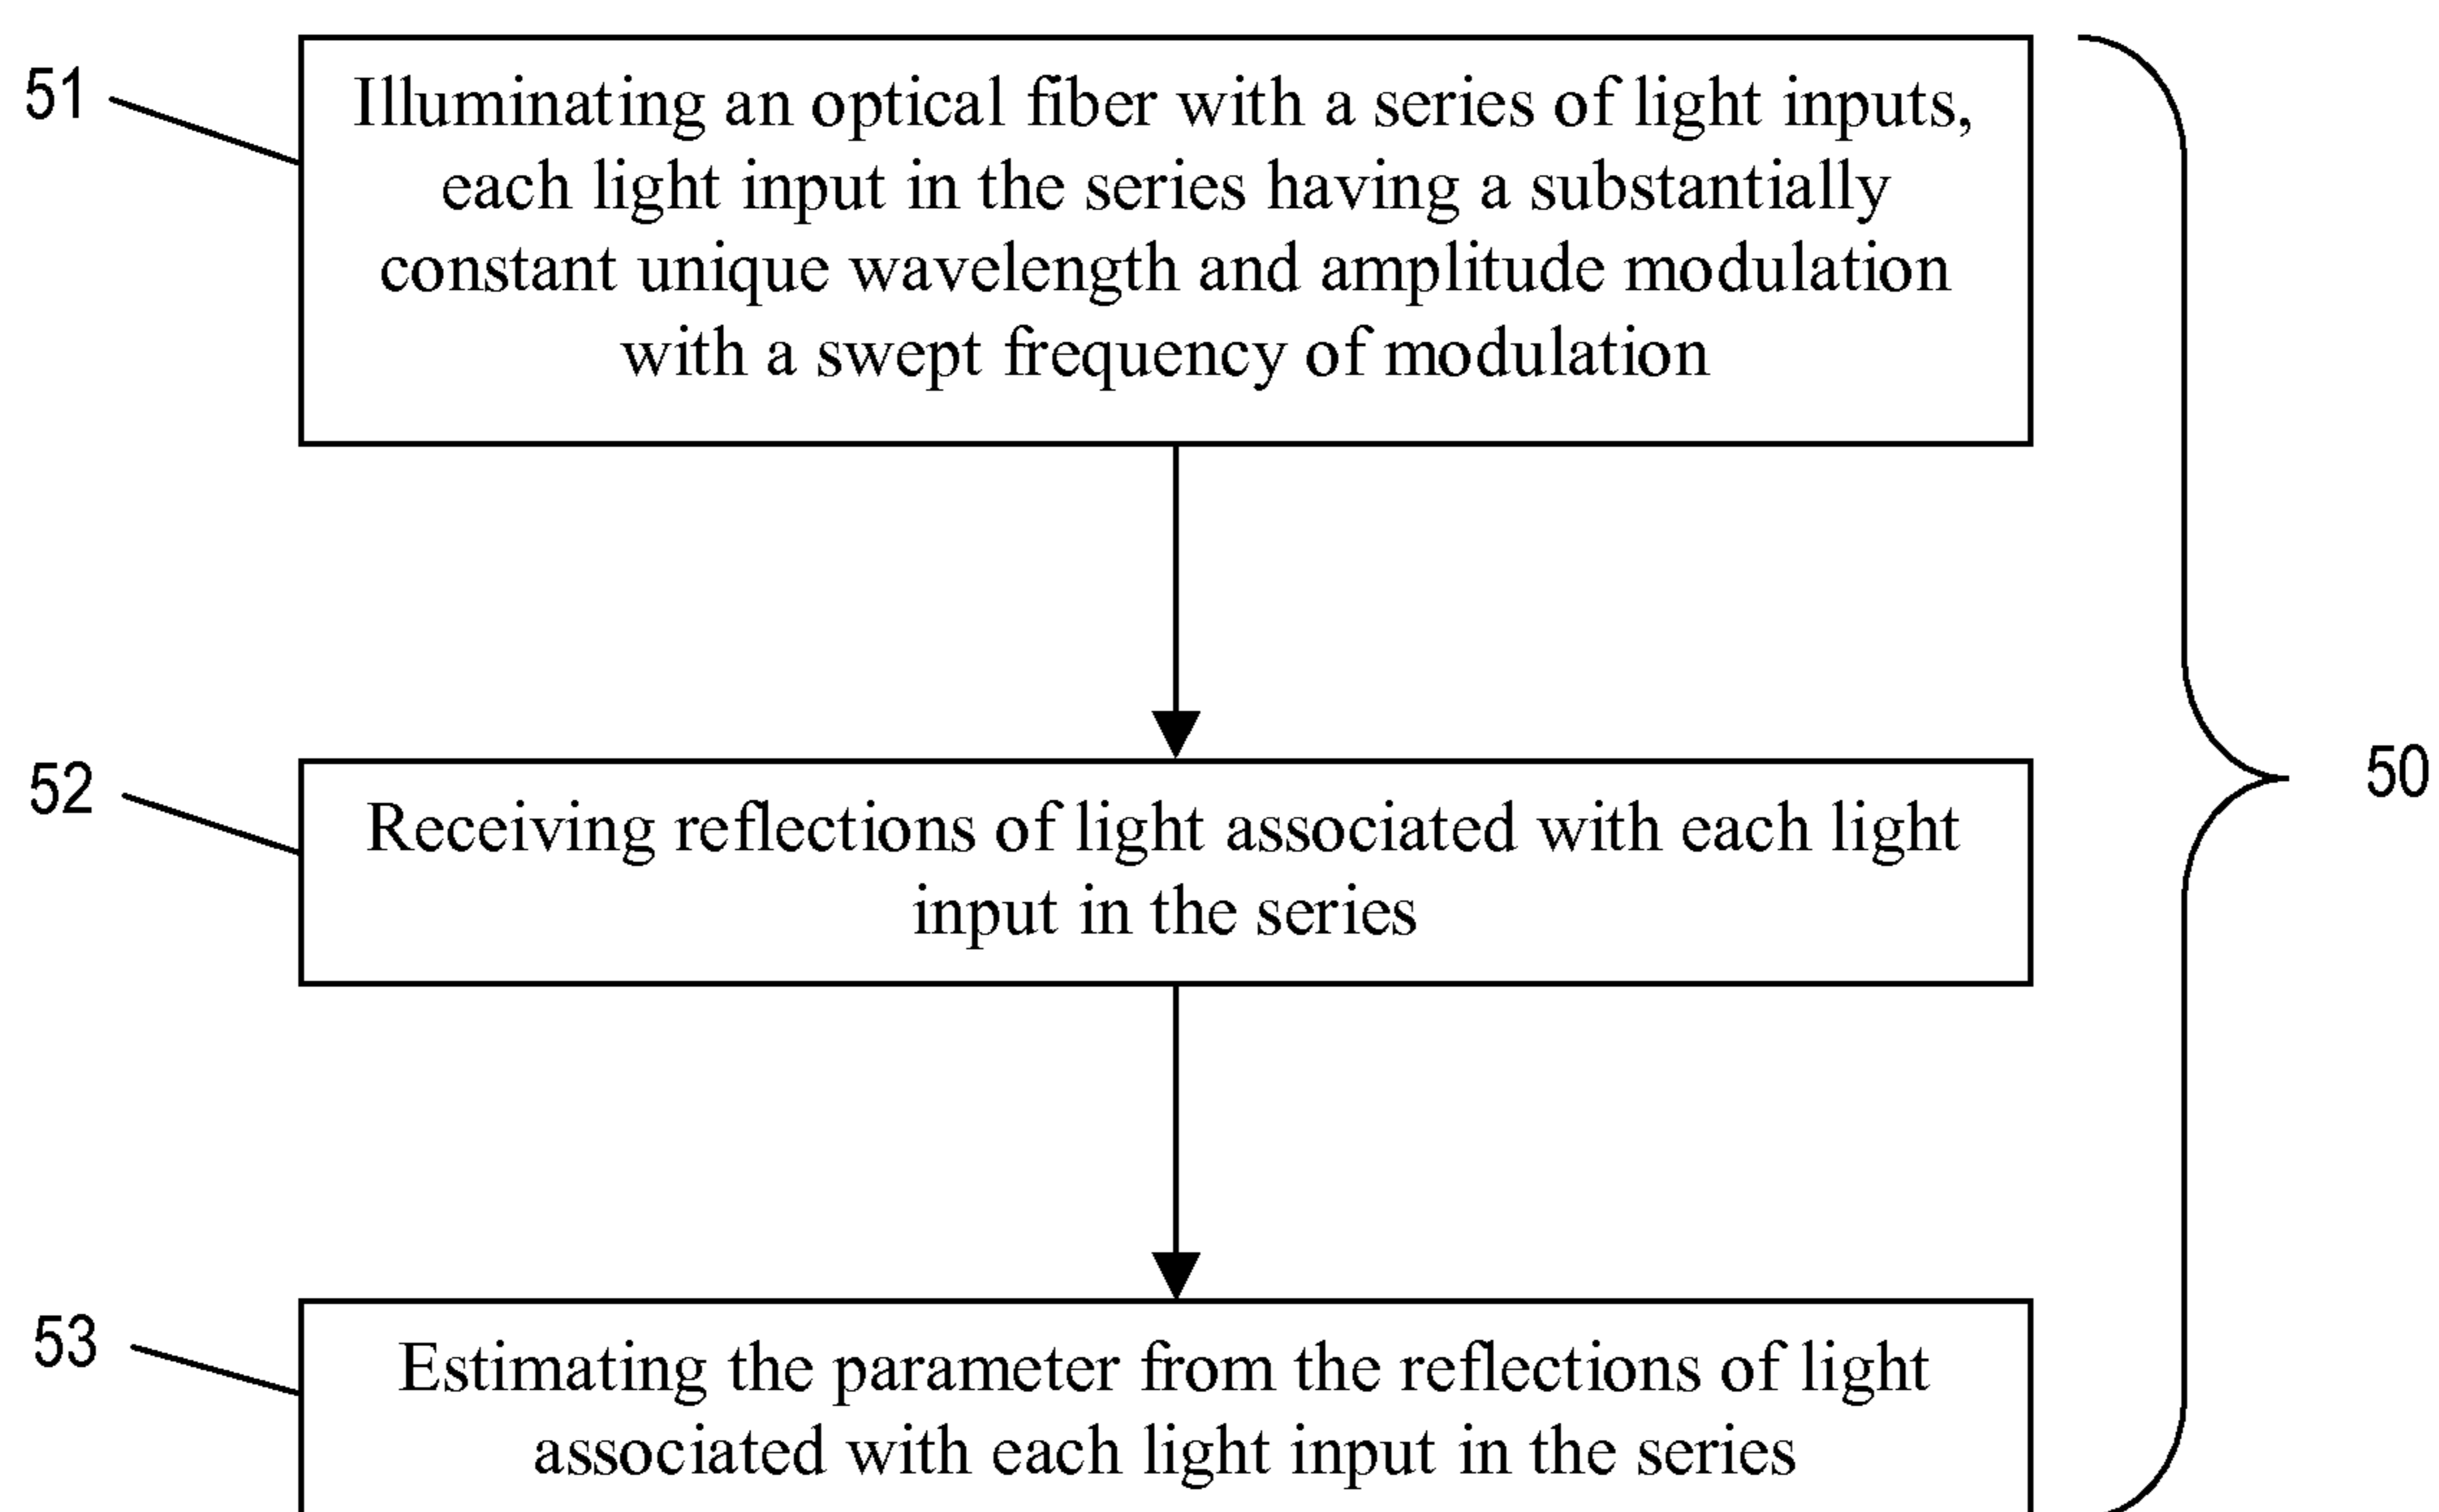 51
Illuminating an optical fiber with a series of light inputs,
each light input in the series having a substantially
constant unique wavelength and amplitude modulation
with a swept frequency of modulation
52
Receiving reflections of light associated with each light
input in the series
50
53
Estimating the parameter from the reflections of light
associated with each light input in the series